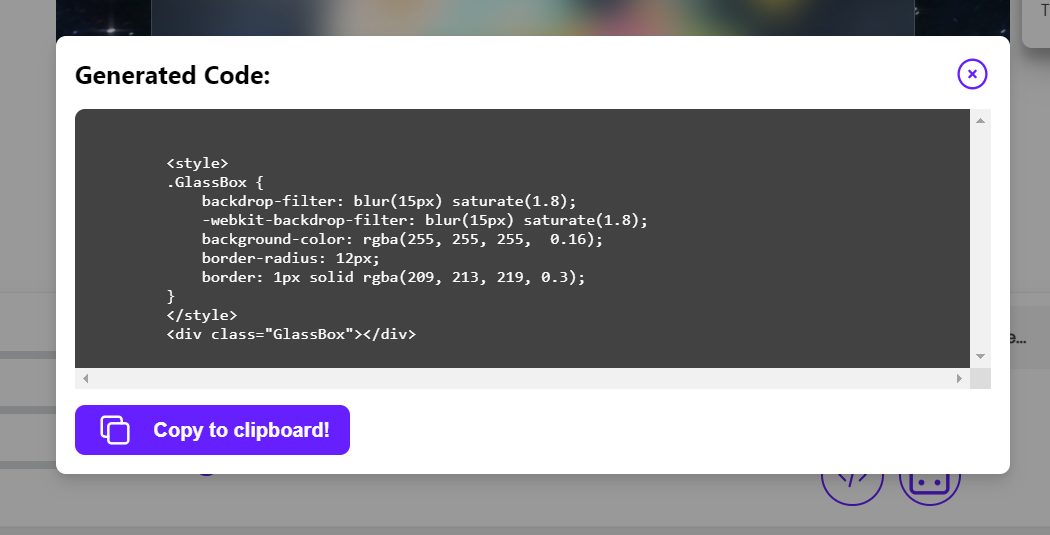 T
Generated Code:
<style>
.GlassBox {
    backdrop-filter: blur(15px) saturate(1.8);
    -webkit-backdrop-filter: blur(15px) saturate(1.8);
    background-color: rgba(255, 255, 255,  0.16);
    border-radius: 12px;
    border: 1px solid rgba(209, 213, 219, 0.3);
}
</style>
<div class="GlassBox"></div>
e...
Copy to clipboard!